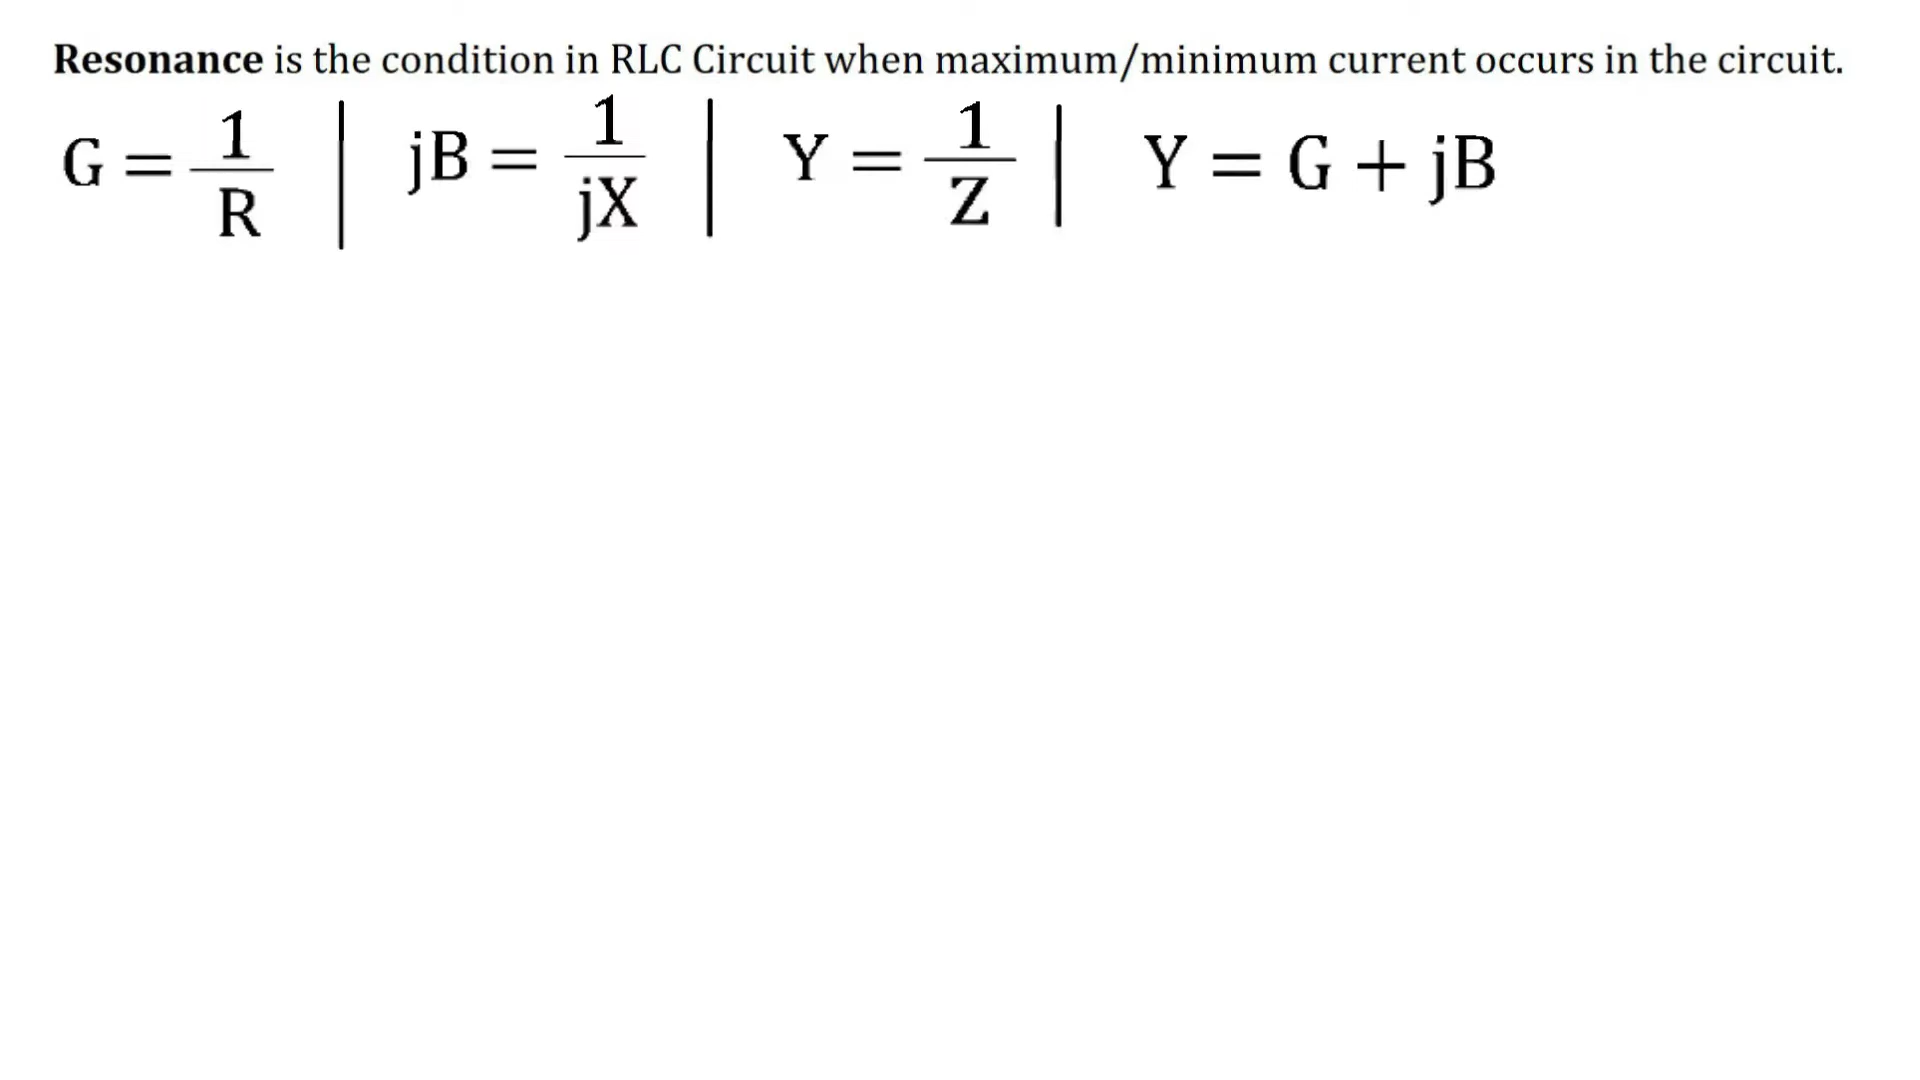 Resonance is the condition in RLC Circuit when maximum/minimum current occurs in the circuit.
G = 1/R | jB = 1/jX | Y = 1/Z | Y = G + jB